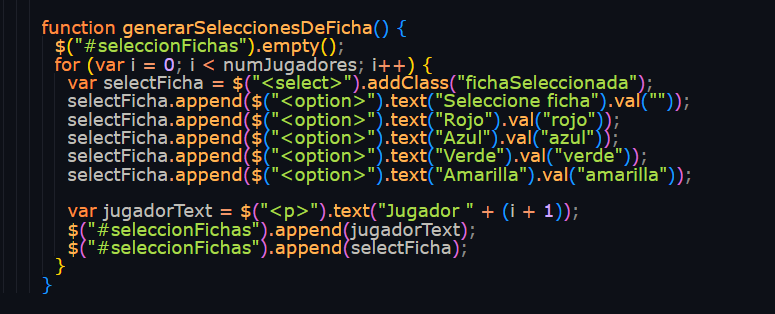 function generarSeleccionesDeFicha() {
$("#seleccionFichas").empty();
for (var i = 0; i < numJugadores; i++) {
var selectFicha = $("<select>").addClass("fichaSeleccionada");
selectFicha.append($("<option>").text("Seleccione ficha").val(""));
selectFicha.append($("<option>").text("Rojo").val("rojo"));
selectFicha.append($("<option>").text("Azul").val("azul"));
selectFicha.append($("<option>").text("Verde").val("verde"));
selectFicha.append($("<option>").text("Amarilla").val("amarilla"));
var jugadorText = $("<p>").text("Jugador " + (i + 1));
$("#seleccionFichas").append(jugadorText);
$("#seleccionFichas").append(selectFicha);
}
}